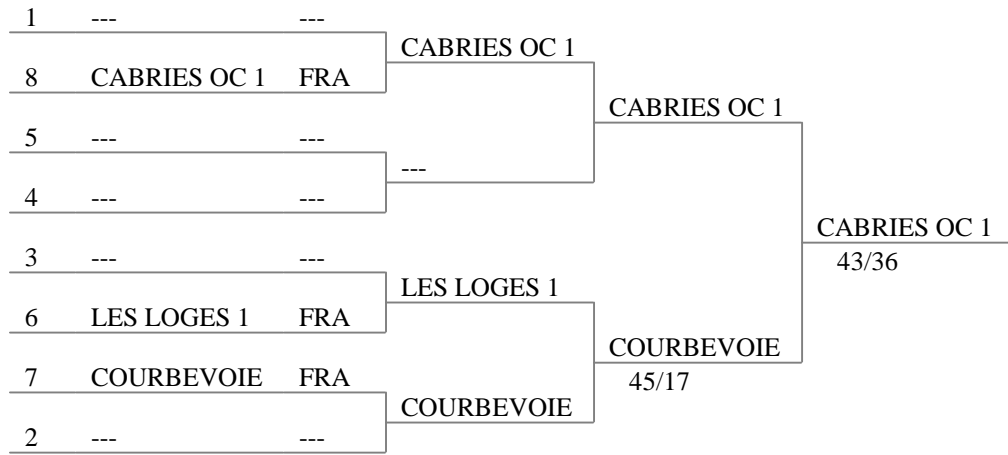 1 --- ---
CABRIES OC 1
8 CABRIES OC 1 FRA
CABRIES OC 1
5 --- ---
---
4 --- ---
CABRIES OC 1
43/36
3 --- ---
LES LOGES 1
6 LES LOGES 1 FRA
COURBEVOIE
45/17
7 COURBEVOIE FRA
COURBEVOIE
2 --- ---